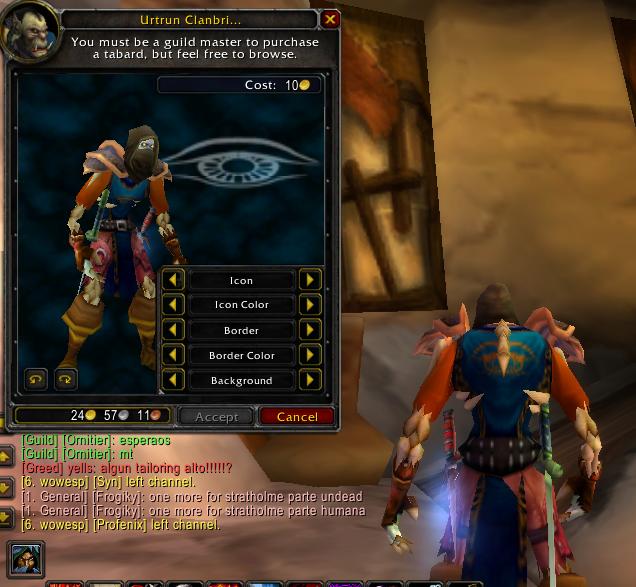 Urtrun Clanbri...
You must be a guild master to purchase
a tabard, but feel free to browse.
Cost: 10
Icon
Icon Color
Border
Border Color
Background
24 57 11 Accept Cancel
[Guild] [Ornitier]: esperaos
[Guild] [Ornitier]: mt
[Greed] yells: algun tailoring alto!!!!!?
[6. wowesp] [Syn] left channel.
[1. General] [Frogiky]: one more for stratholme parte undead
[1. General] [Frogiky]: one more for stratholme parte humana
[6. wowesp] [Profenix] left channel.